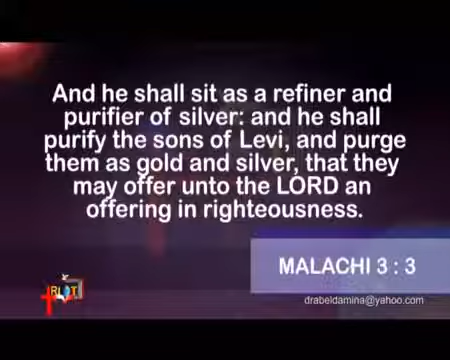 And he shall sit as a refiner and
purifier of silver: and he shall
purify the sons of Levi, and purge
them as gold and silver, that they
may offer unto the LORD an
offering in righteousness.
MALACHI 3 : 3
drabeldamina@yahoo.com